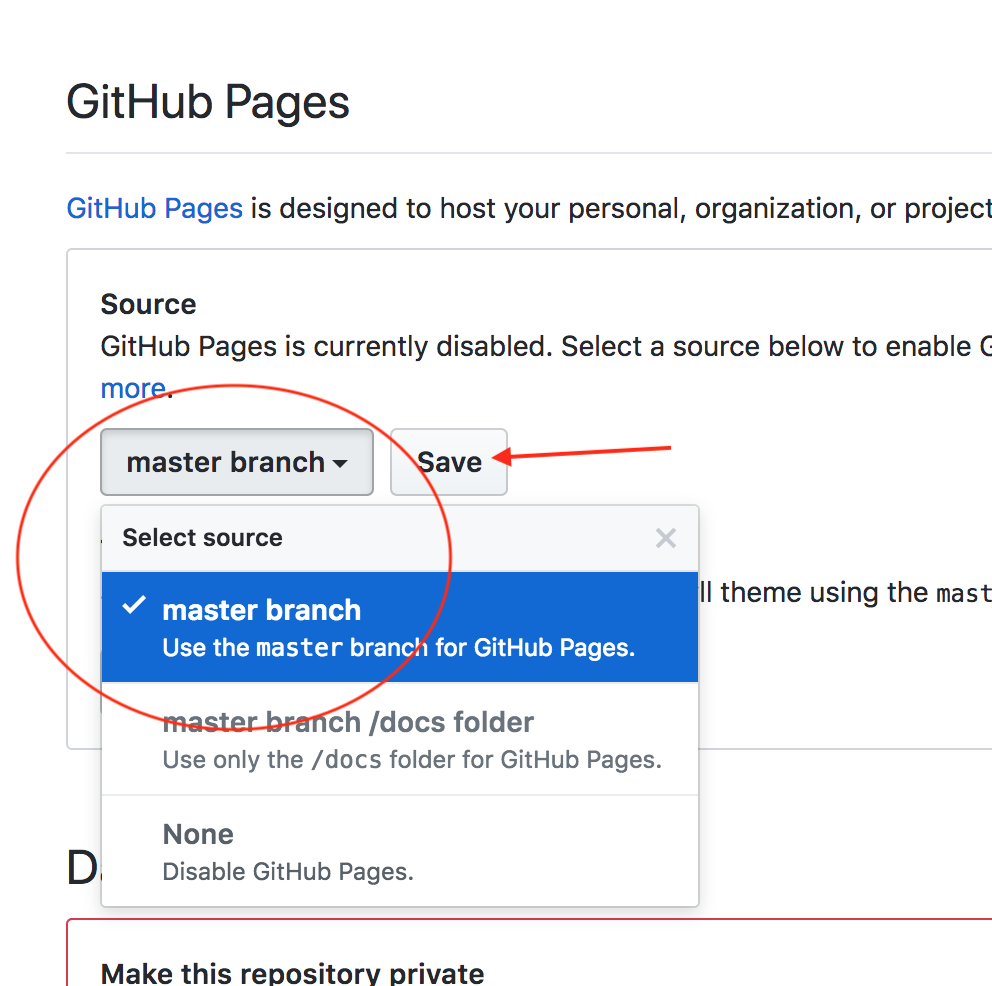 GitHub Pages
GitHub Pages is designed to host your personal, organization, or project
Source
GitHub Pages is currently disabled. Select a source below to enable G
more.
master branch Save
Select source
master branch
ll theme using the mast
Use the master branch for GitHub Pages.
master branch /docs folder
Use only the /docs folder for GitHub Pages.
None
Disable GitHub Pages.
D
Make this repository private